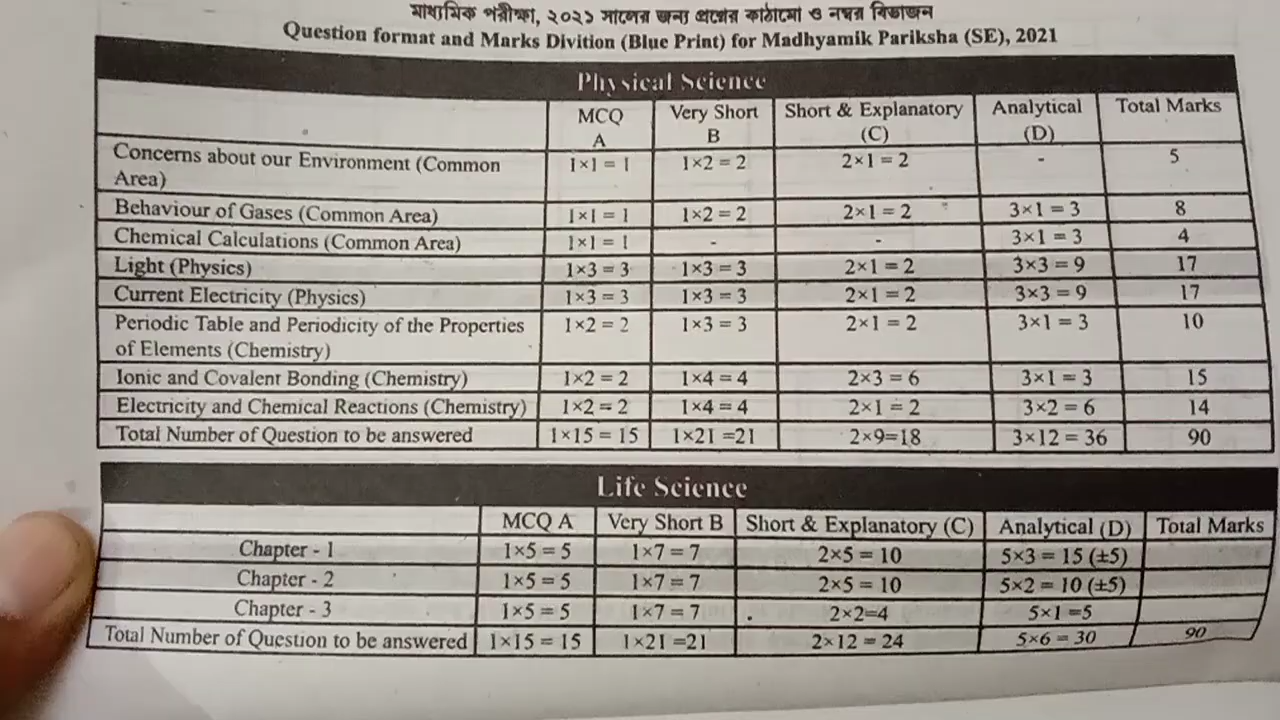 মাধ্যমিক পরীক্ষা, ২০২১ সালের জন্য প্রশ্নের কাঠামো ও নম্বর বিভাজন
Question format and Marks Divition (Blue Print) for Madhyamik Pariksha (SE), 2021
Physical Science
MCQ A Very Short B Short & Explanatory (C) Analytical (D) Total Marks
Concerns about our Environment (Common Area) 1×1 = 1 1×2 = 2 2×1 = 2 - 5
Behaviour of Gases (Common Area) 1×1 = 1 1×2 = 2 2×1 = 2 3×1 = 3 8
Chemical Calculations (Common Area) 1×1 = 1 - - 3×1 = 3 4
Light (Physics) 1×3 = 3 1×3 = 3 2×1 = 2 3×3 = 9 17
Current Electricity (Physics) 1×3 = 3 1×3 = 3 2×1 = 2 3×3 = 9 17
Periodic Table and Periodicity of the Properties of Elements (Chemistry) 1×2 = 2 1×3 = 3 2×1 = 2 3×1 = 3 10
Ionic and Covalent Bonding (Chemistry) 1×2 = 2 1×4 = 4 2×3 = 6 3×1 = 3 15
Electricity and Chemical Reactions (Chemistry) 1×2 = 2 1×4 = 4 2×1 = 2 3×2 = 6 14
Total Number of Question to be answered 1×15 = 15 1×21 =21 2×9=18 3×12 = 36 90
Life Science
MCQ A Very Short B Short & Explanatory (C) Analytical (D) Total Marks
Chapter - 1 1×5 = 5 1×7 = 7 2×5 = 10 5×3 = 15 (±5)
Chapter - 2 1×5 = 5 1×7 = 7 2×5 = 10 5×2 = 10 (±5)
Chapter - 3 1×5 = 5 1×7 = 7 2×2=4 5×1 =5
Total Number of Question to be answered 1×15 = 15 1×21 =21 2×12 = 24 5×6 = 30 90